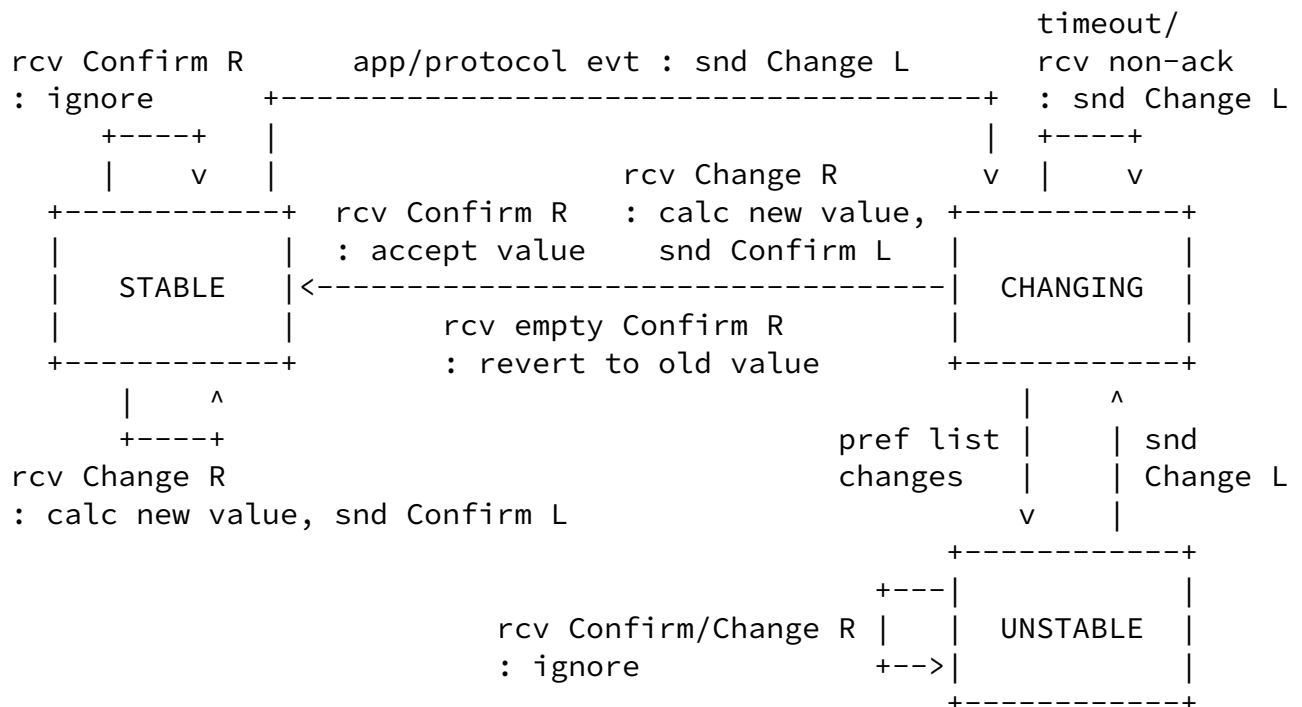 timeout/
rcv Confirm R         app/protocol evt : snd Change L      rcv non-ack
: ignore                                                   : snd Change L
rcv Change R
rcv Confirm R   : calc new value,
: accept value    snd Confirm L
STABLE   CHANGING
rcv empty Confirm R
: revert to old value
pref list   snd
changes   Change L
rcv Change R
: calc new value, snd Confirm L
rcv Confirm/Change R   UNSTABLE
: ignore